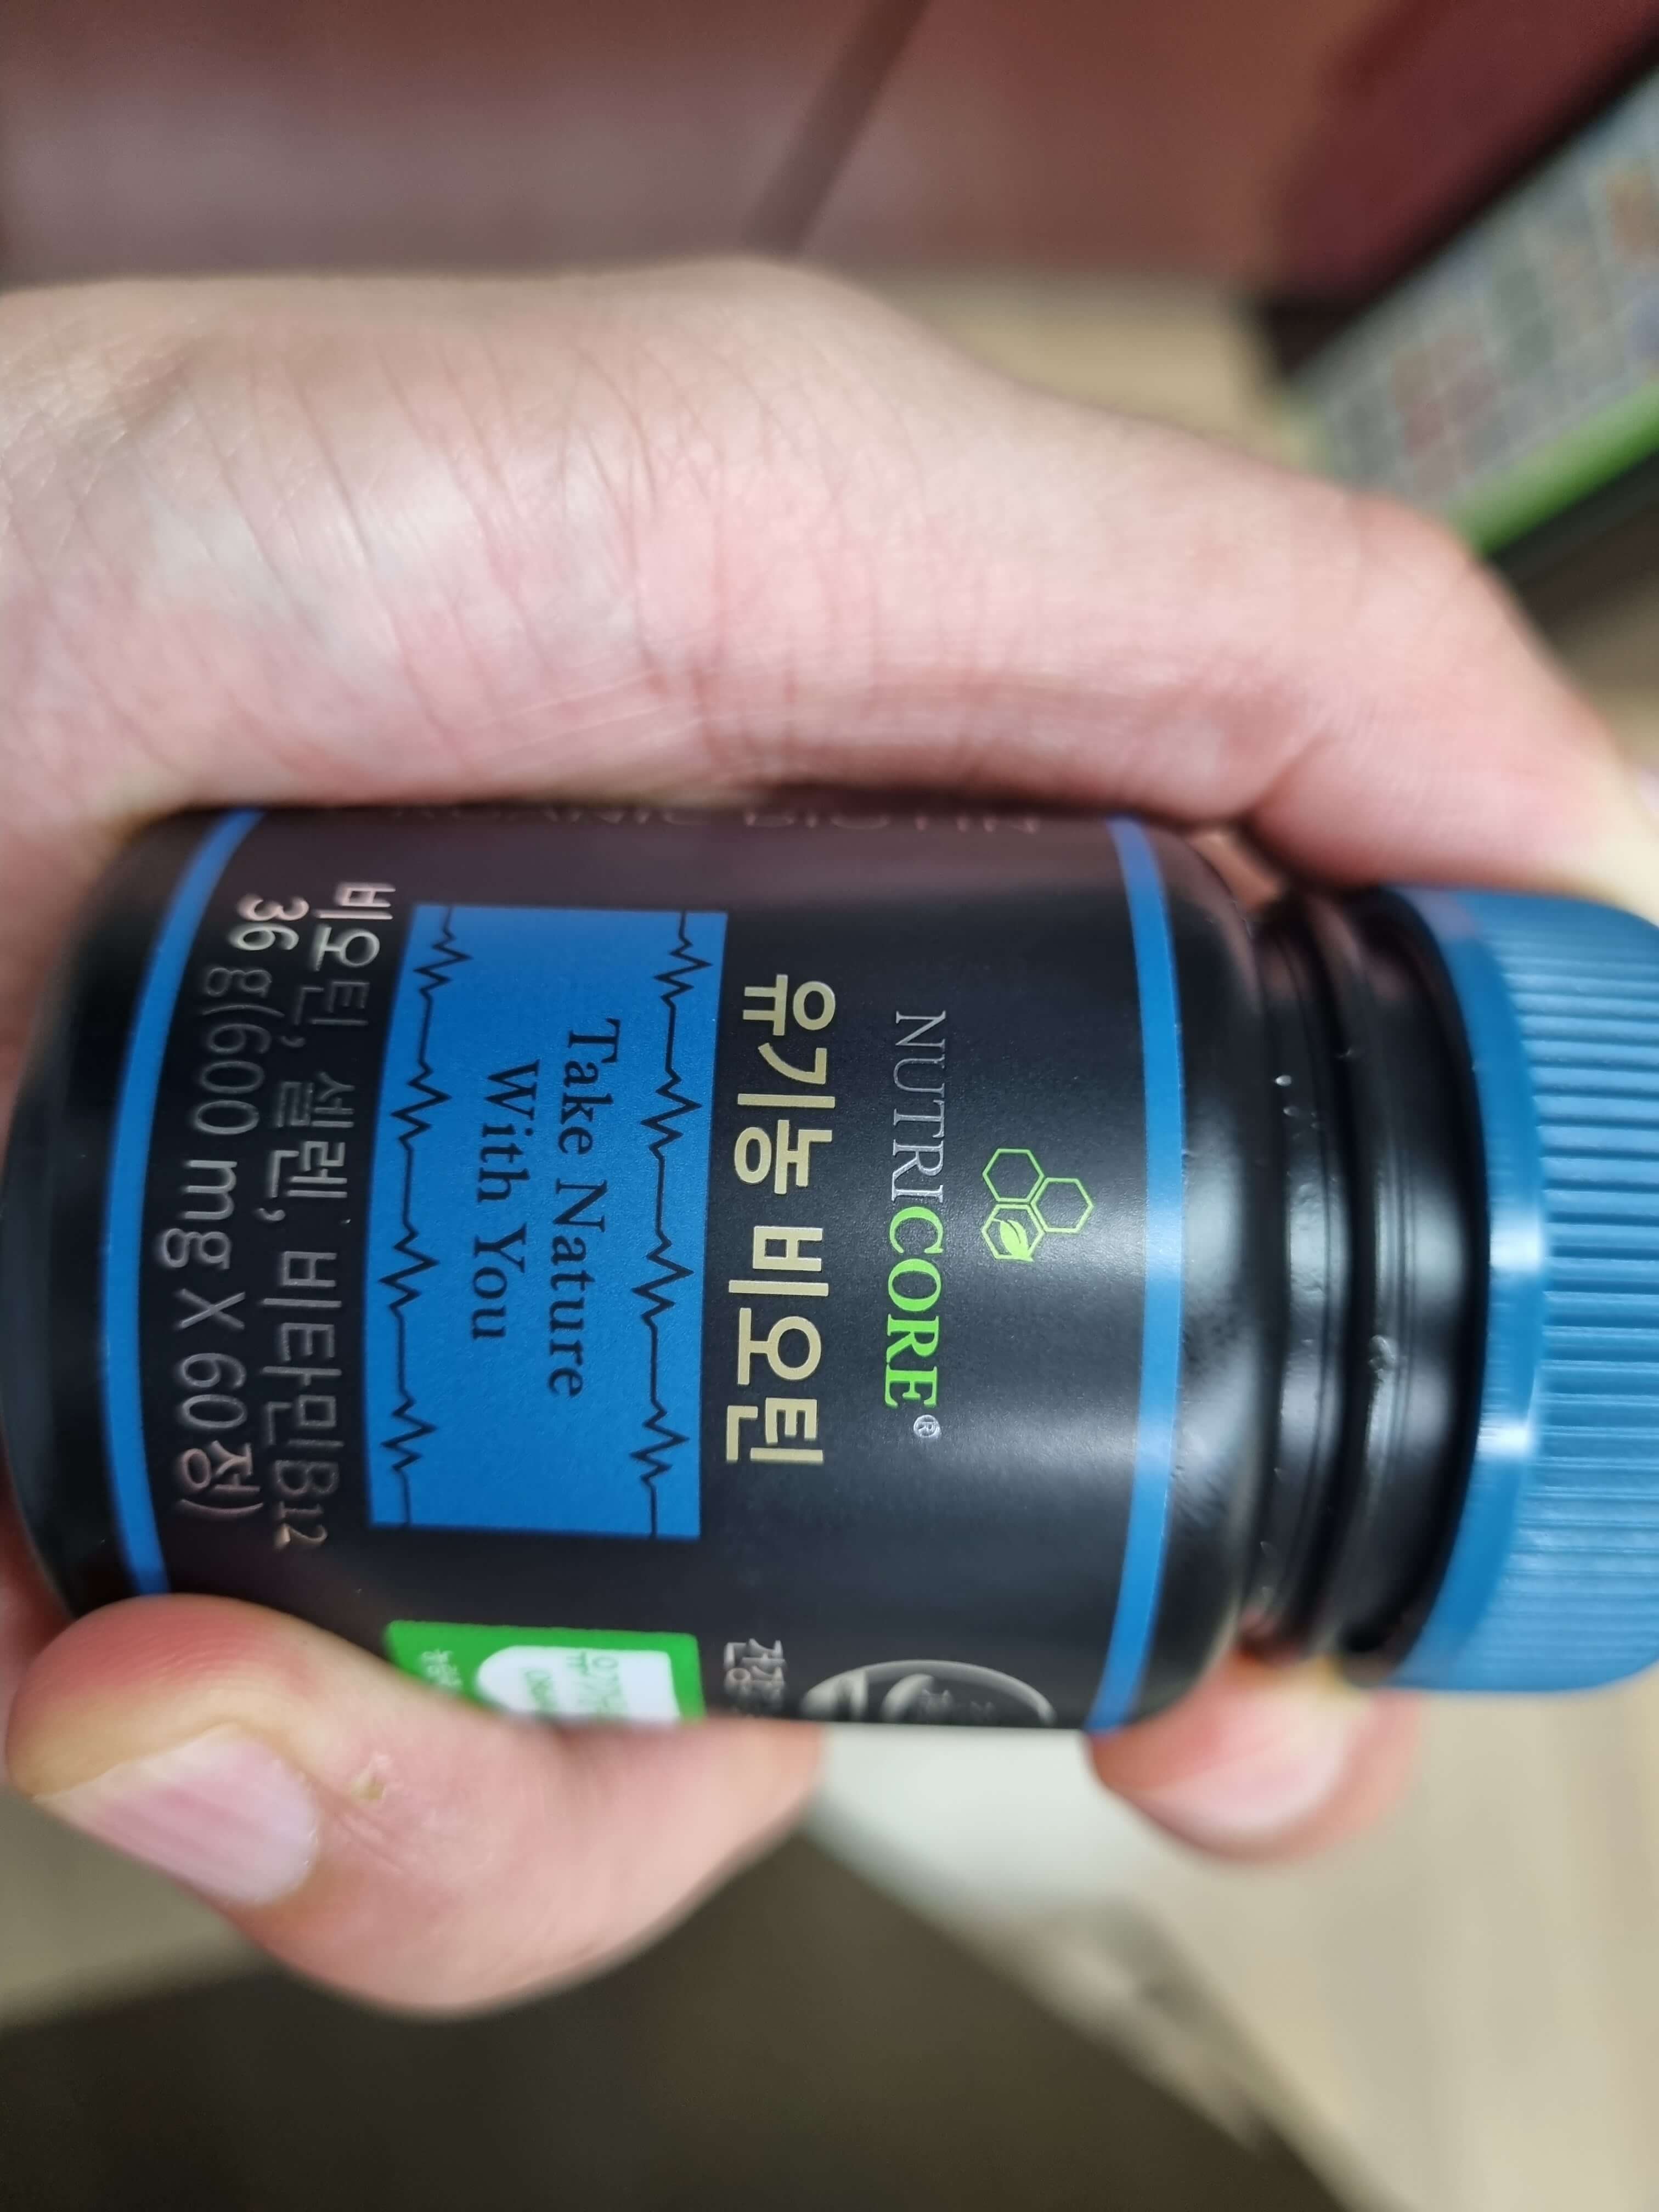 NUTRICORE®
유기농 비오틴
Take Nature
With You
비오틴, 셀렌, 비타민B12
36 g(600 mg X 60정)